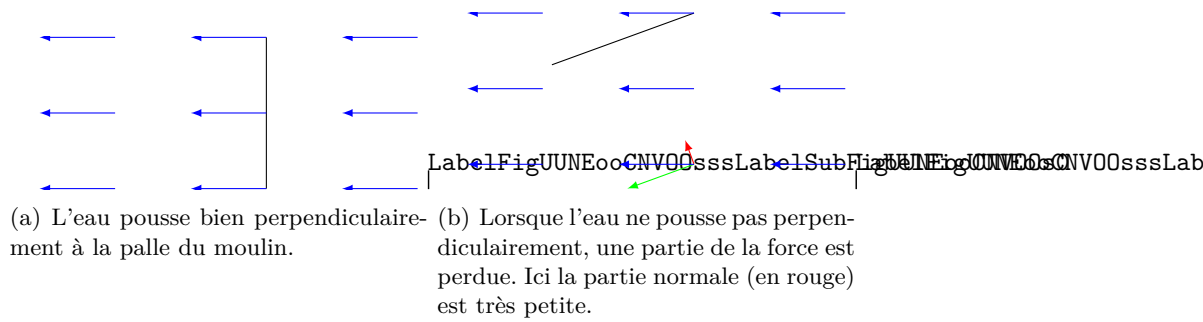 LabelFigUUNEooCNVOOsssLabelSubFigUUNEooCNVOOs0
(a) L'eau pousse bien perpendiculaire-
ment à la palle du moulin.
(b) Lorsque l'eau ne pousse pas perpen-
diculairement, une partie de la force est
perdue. Ici la partie normale (en rouge)
est très petite.